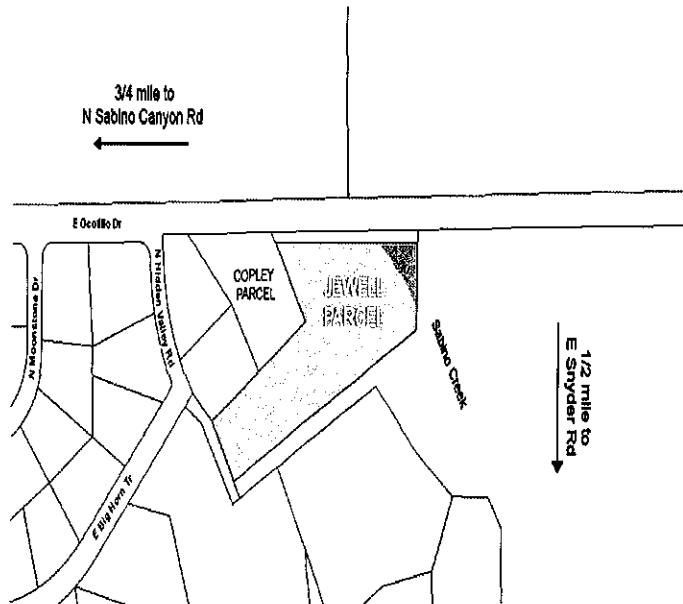 3/4 mile to
N Sabino Canyon Rd
E Ocotillo Dr
N Moonstone Dr
N Hidden Valley Rd
COPLEY
PARCEL
JEWELL
PARCEL
Sabino Creek
1/2 mile to
E Snyder Rd
E Big Horn Tr